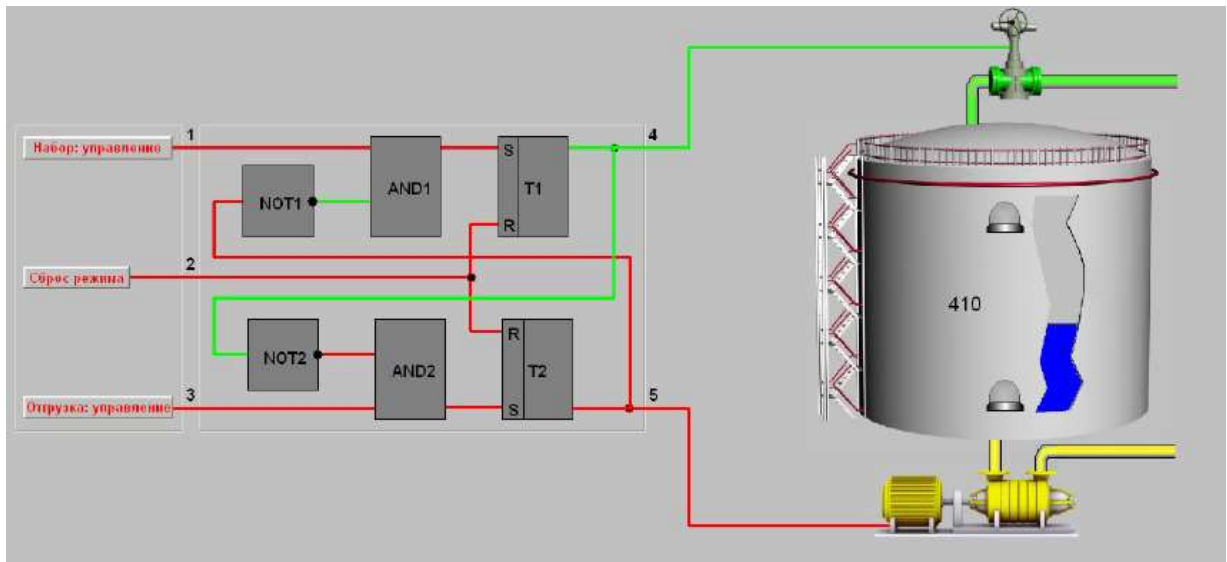 Набор: управление
1
4
S
AND1
T1
NOT1
R
Сброс режима
2
410
R
NOT2
AND2
T2
S
Отгрузка: управление
3
5